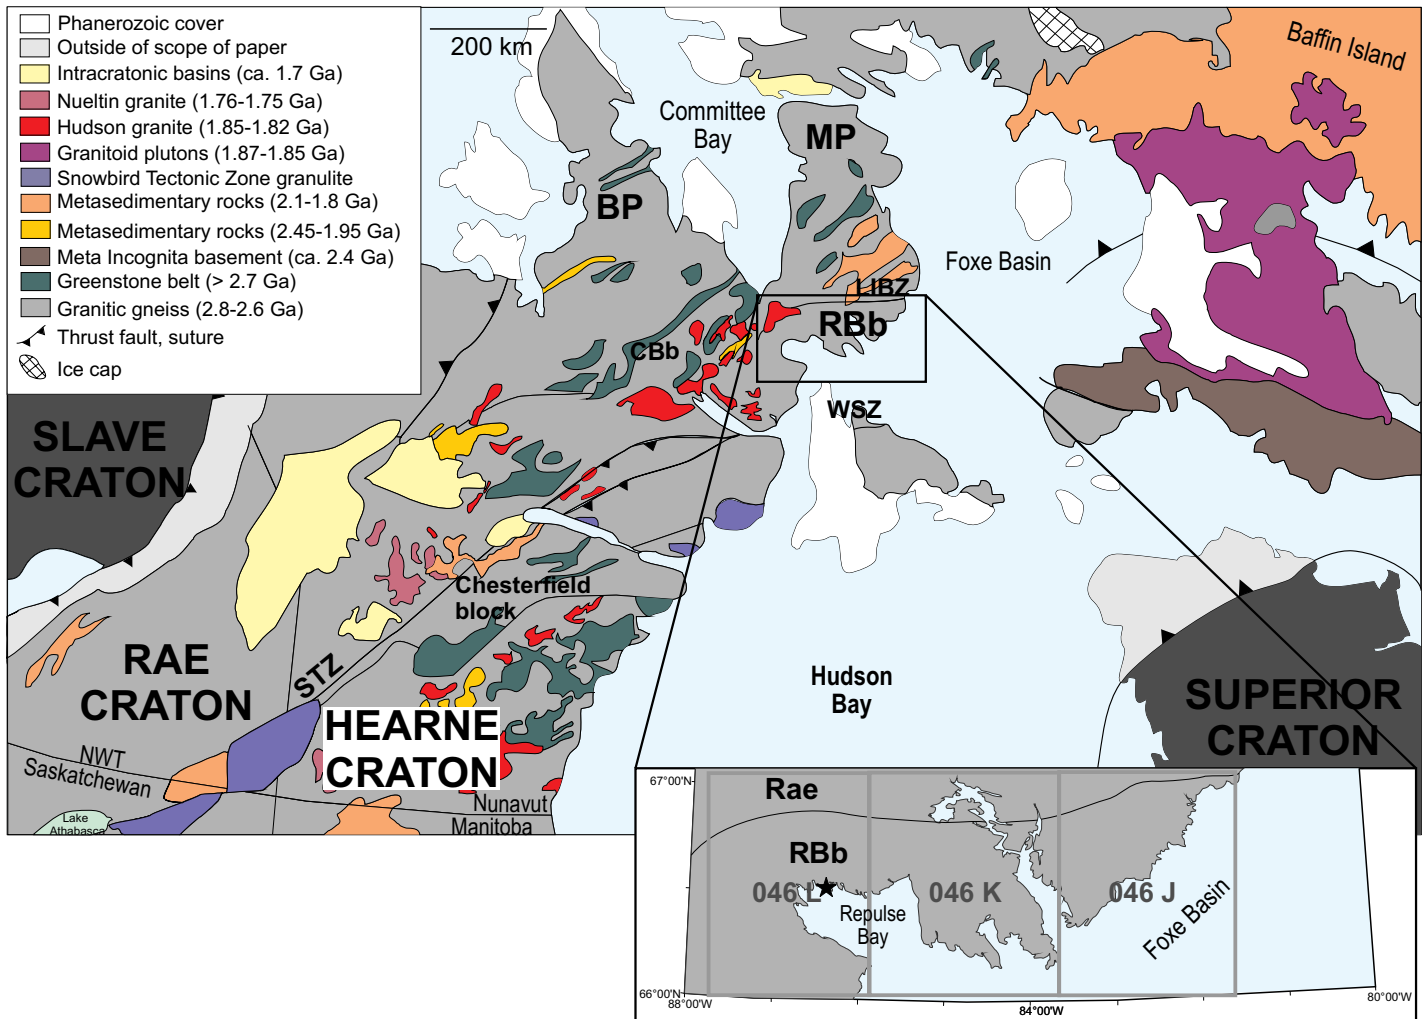 Phanerozoic cover
Outside of scope of paper
Intracratonic basins (ca. 1.7 Ga)
Nueltin granite (1.76-1.75 Ga)
Hudson granite (1.85-1.82 Ga)
Granitoid plutons (1.87-1.85 Ga)
Snowbird Tectonic Zone granulite
Metasedimentary rocks (2.1-1.8 Ga)
Metasedimentary rocks (2.45-1.95 Ga)
Meta Incognita basement (ca. 2.4 Ga)
Greenstone belt (> 2.7 Ga)
Granitic gneiss (2.8-2.6 Ga)
Thrust fault, suture
Ice cap
200 km
Baffin Island
Committee
Bay
MP
BP
Foxe Basin
LIBZ
RBb
CBb
WSZ
SLAVE
CRATON
Chesterfield
block
RAE
CRATON
STZ
Hudson
Bay
HEARNE
CRATON
SUPERIOR
CRATON
NWT
Saskatchewan
Nunavut
Manitoba
Lake
Athabasca
67°00'N
Rae
RBb
046 L
046 K
046 J
Repulse
Bay
Foxe Basin
66°00'N
88°00'W
84°00'W
80°00'W